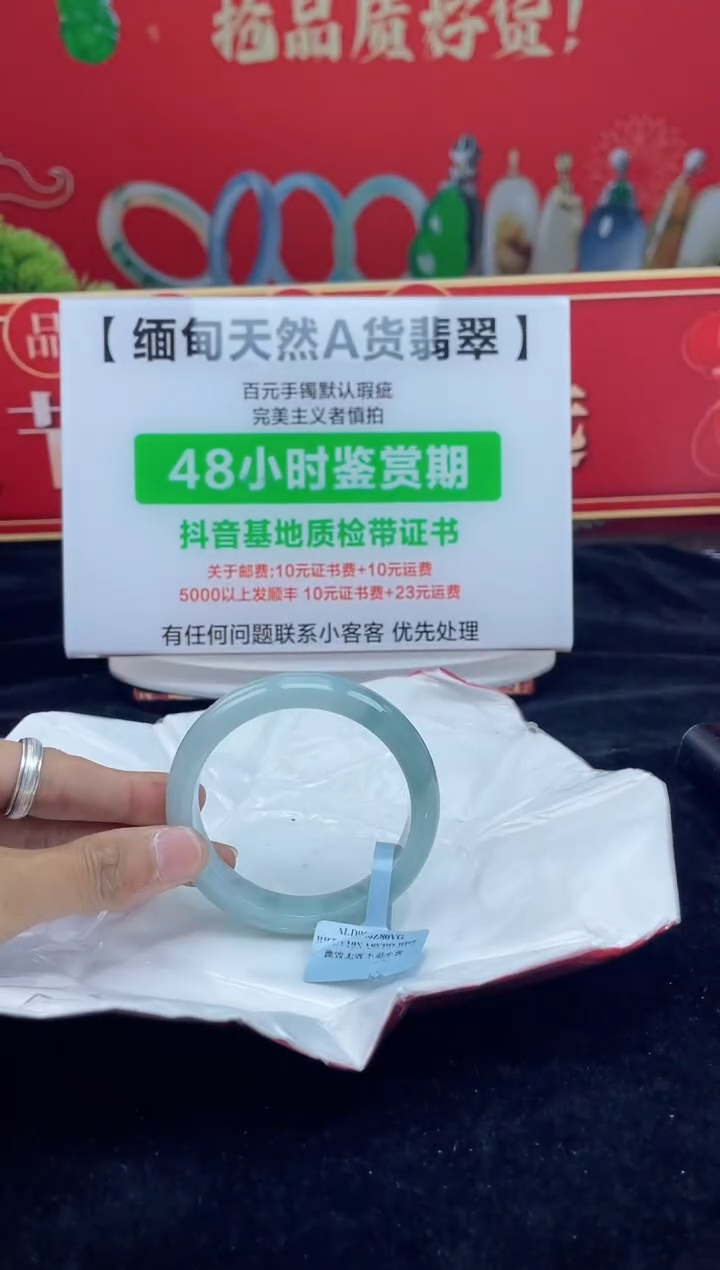 抢品质好货!
品
【缅甸天然A货翡翠】
百元手镯默认瑕疵
完美主义者慎拍
48小时鉴赏期
抖音基地质检带证书
关于邮费:10元证书费+10元运费
5000以上发顺丰 10元证书费+23元运费
有任何问题联系小客客 优先处理